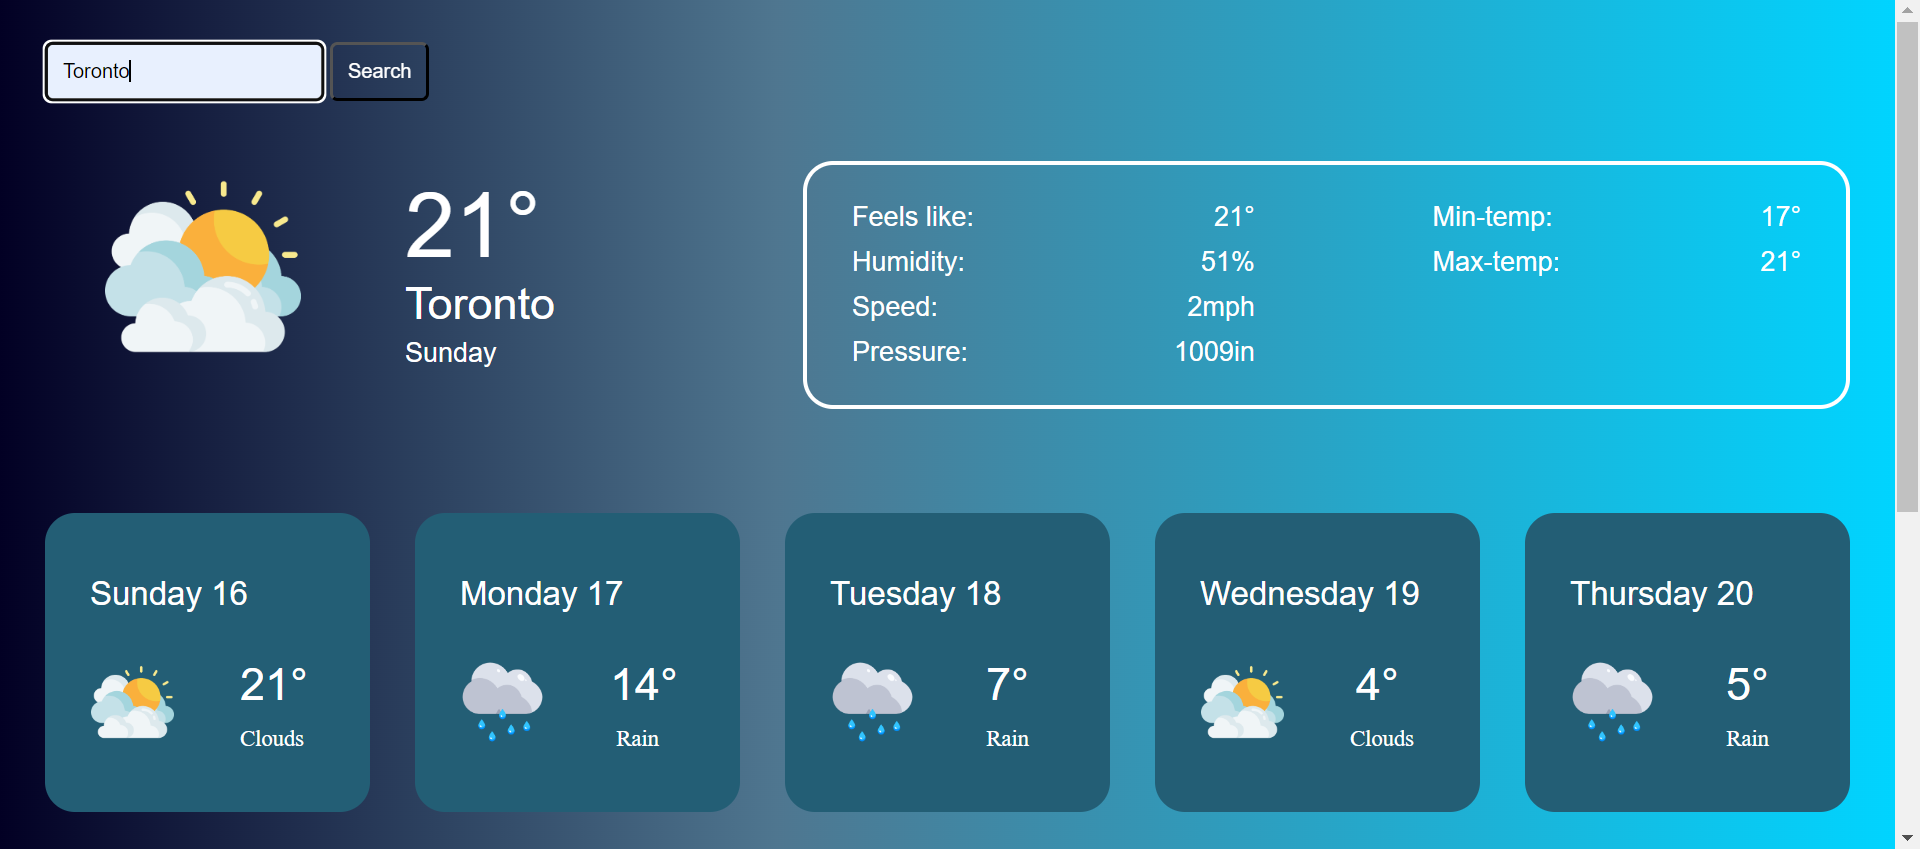 Toronto
Search
21°
Toronto
Sunday
Feels like: 21°
Humidity: 51%
Speed: 2mph
Pressure: 1009in
Min-temp: 17°
Max-temp: 21°
Sunday 16
21°
Clouds
Monday 17
14°
Rain
Tuesday 18
7°
Rain
Wednesday 19
4°
Clouds
Thursday 20
5°
Rain